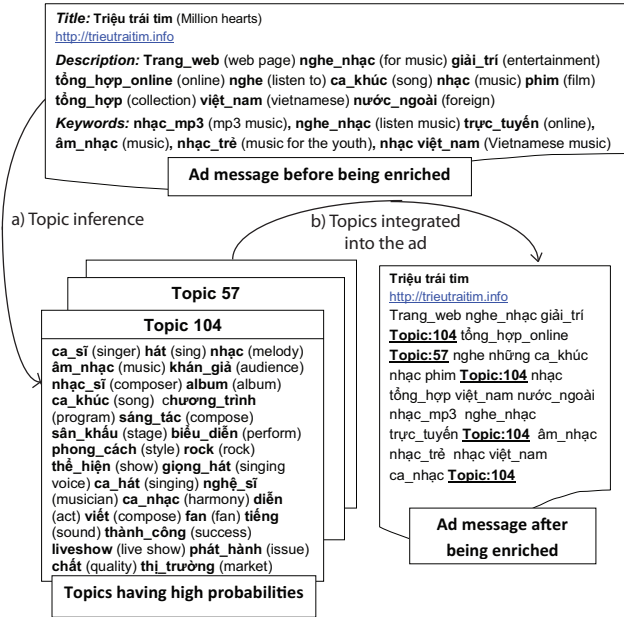 Title: Triệu trái tim (Million hearts)
http://trieutraitim.info
Description: Trang_web (web page) nghe_nhạc (for music) giải_trí (entertainment)
tổng_hợp_online (online) nghe (listen to) ca_khúc (song) nhạc (music) phim (film)
tổng_hợp (collection) việt_nam (vietnamese) nước_ngoài (foreign)
Keywords: nhạc_mp3 (mp3 music), nghe_nhạc (listen music) trực_tuyến (online),
âm_nhạc (music), nhạc_trẻ (music for the youth), nhạc việt_nam (Vietnamese music)
Ad message before being enriched
a) Topic inference
b) Topics integrated
into the ad
Topic 57
Topic 104
ca_sĩ (singer) hát (sing) nhạc (melody)
âm_nhạc (music) khán_giả (audience)
nhạc_sĩ (composer) album (album)
ca_khúc (song) chương_trình
(program) sáng_tác (compose)
sân_khấu (stage) biểu_diễn (perform)
phong_cách (style) rock (rock)
thể_hiện (show) giọng_hát (singing
voice) ca_hát (singing) nghệ_sĩ
(musician) ca_nhạc (harmony) diễn
(act) viết (compose) fan (fan) tiếng
(sound) thành_công (success)
liveshow (live show) phát_hành (issue)
chất (quality) thị_trường (market)
Topics having high probabilities
Triệu trái tim
http://trieutraitim.info
Trang_web nghe_nhạc giải_trí
Topic:104 tổng_hợp_online
Topic:57 nghe những ca_khúc
nhạc phim Topic:104 nhạc
tổng_hợp việt_nam nước_ngoài
nhạc_mp3 nghe_nhạc
trực_tuyến Topic:104 âm_nhạc
nhạc_trẻ nhạc việt_nam
ca_nhạc Topic:104
Ad message after
being enriched